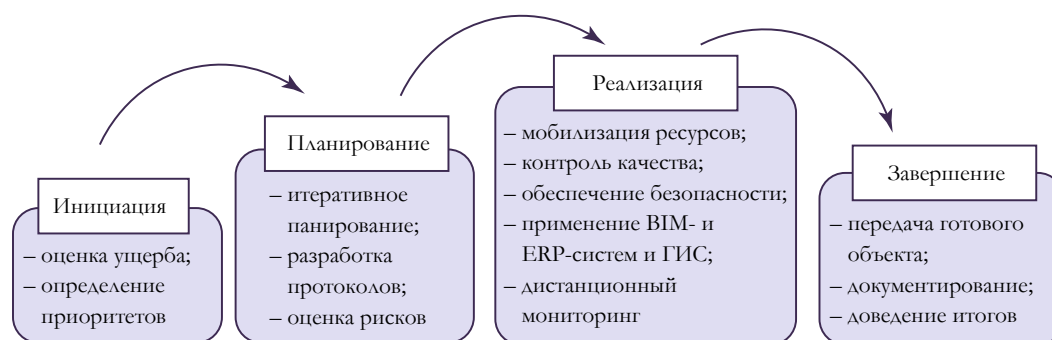 Инициация
– оценка ущерба;
– определение
приоритетов
Планирование
– итеративное
панирование;
– разработка
протоколов;
– оценка рисков
Реализация
– мобилизация ресурсов;
– контроль качества;
– обеспечение безопасности;
– применение BIM- и
ERP-систем и ГИС;
– дистанционный
мониторинг
Завершение
– передача готового
объекта;
– документирование;
– доведение итогов